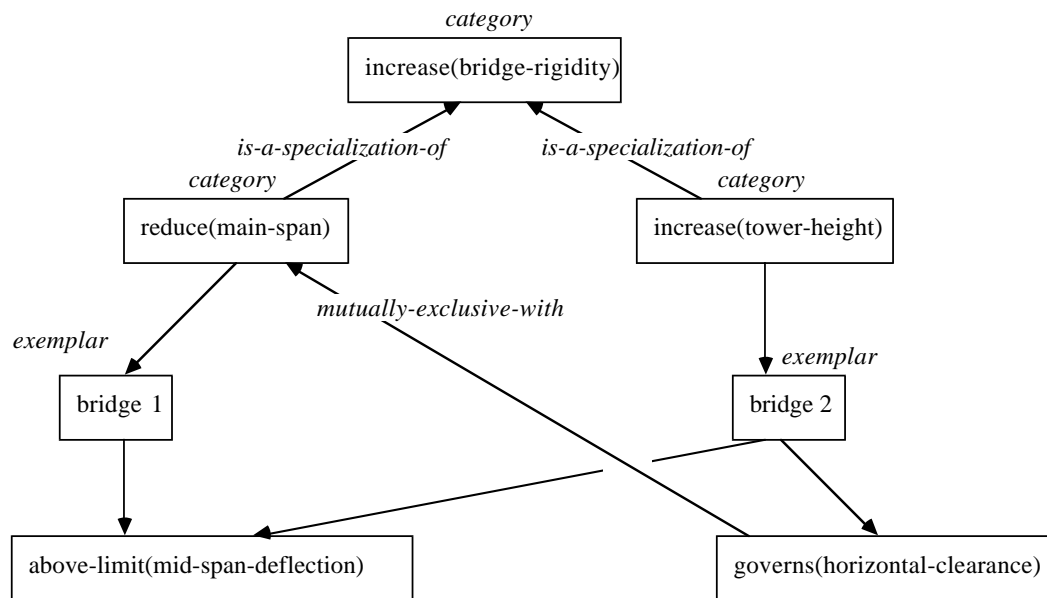 category
increase(bridge-rigidity)
is-a-specialization-of
is-a-specialization-of
category
category
reduce(main-span)
increase(tower-height)
mutually-exclusive-with
exemplar
exemplar
bridge 1
bridge 2
above-limit(mid-span-deflection)
governs(horizontal-clearance)